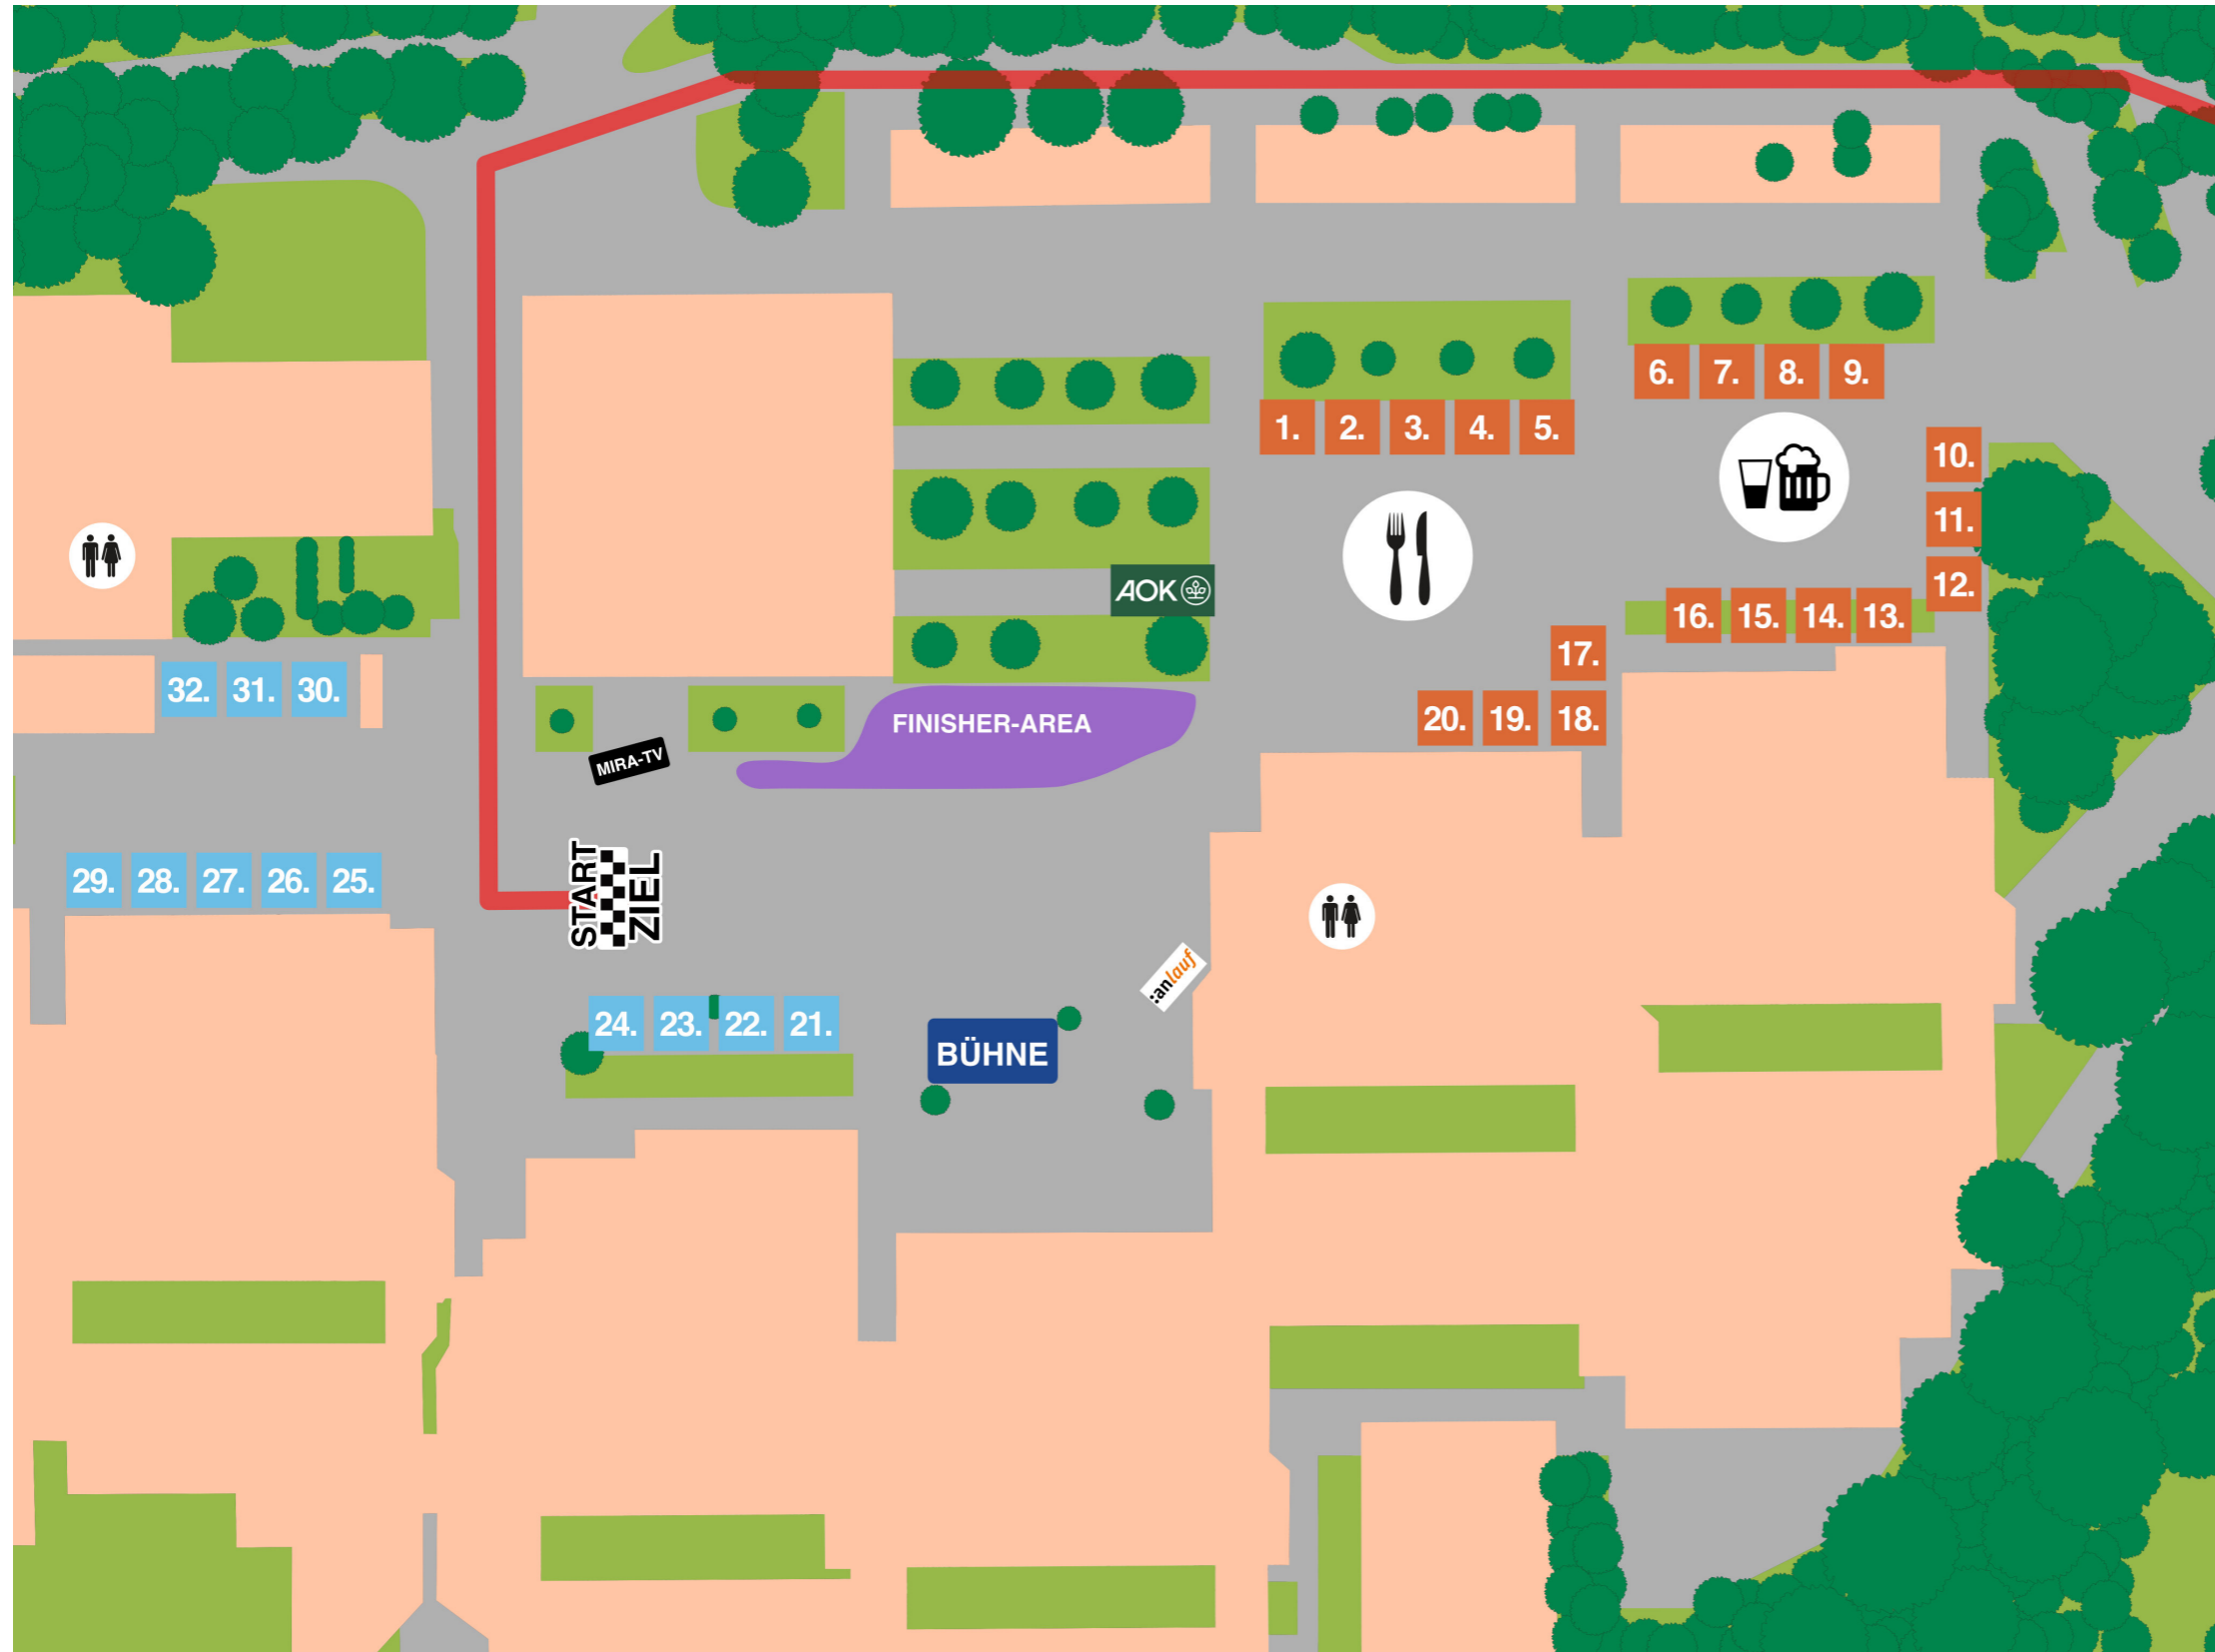 6. 7. 8. 9.
1. 2. 3. 4. 5.
10.
11.
12.
AOK
16. 15. 14. 13.
17.
32. 31. 30.
20. 19. 18.
FINISHER-AREA
MIRA-TV
29. 28. 27. 26. 25.
START
ZIEL
:anlauf
24. 23. 22. 21.
BÜHNE